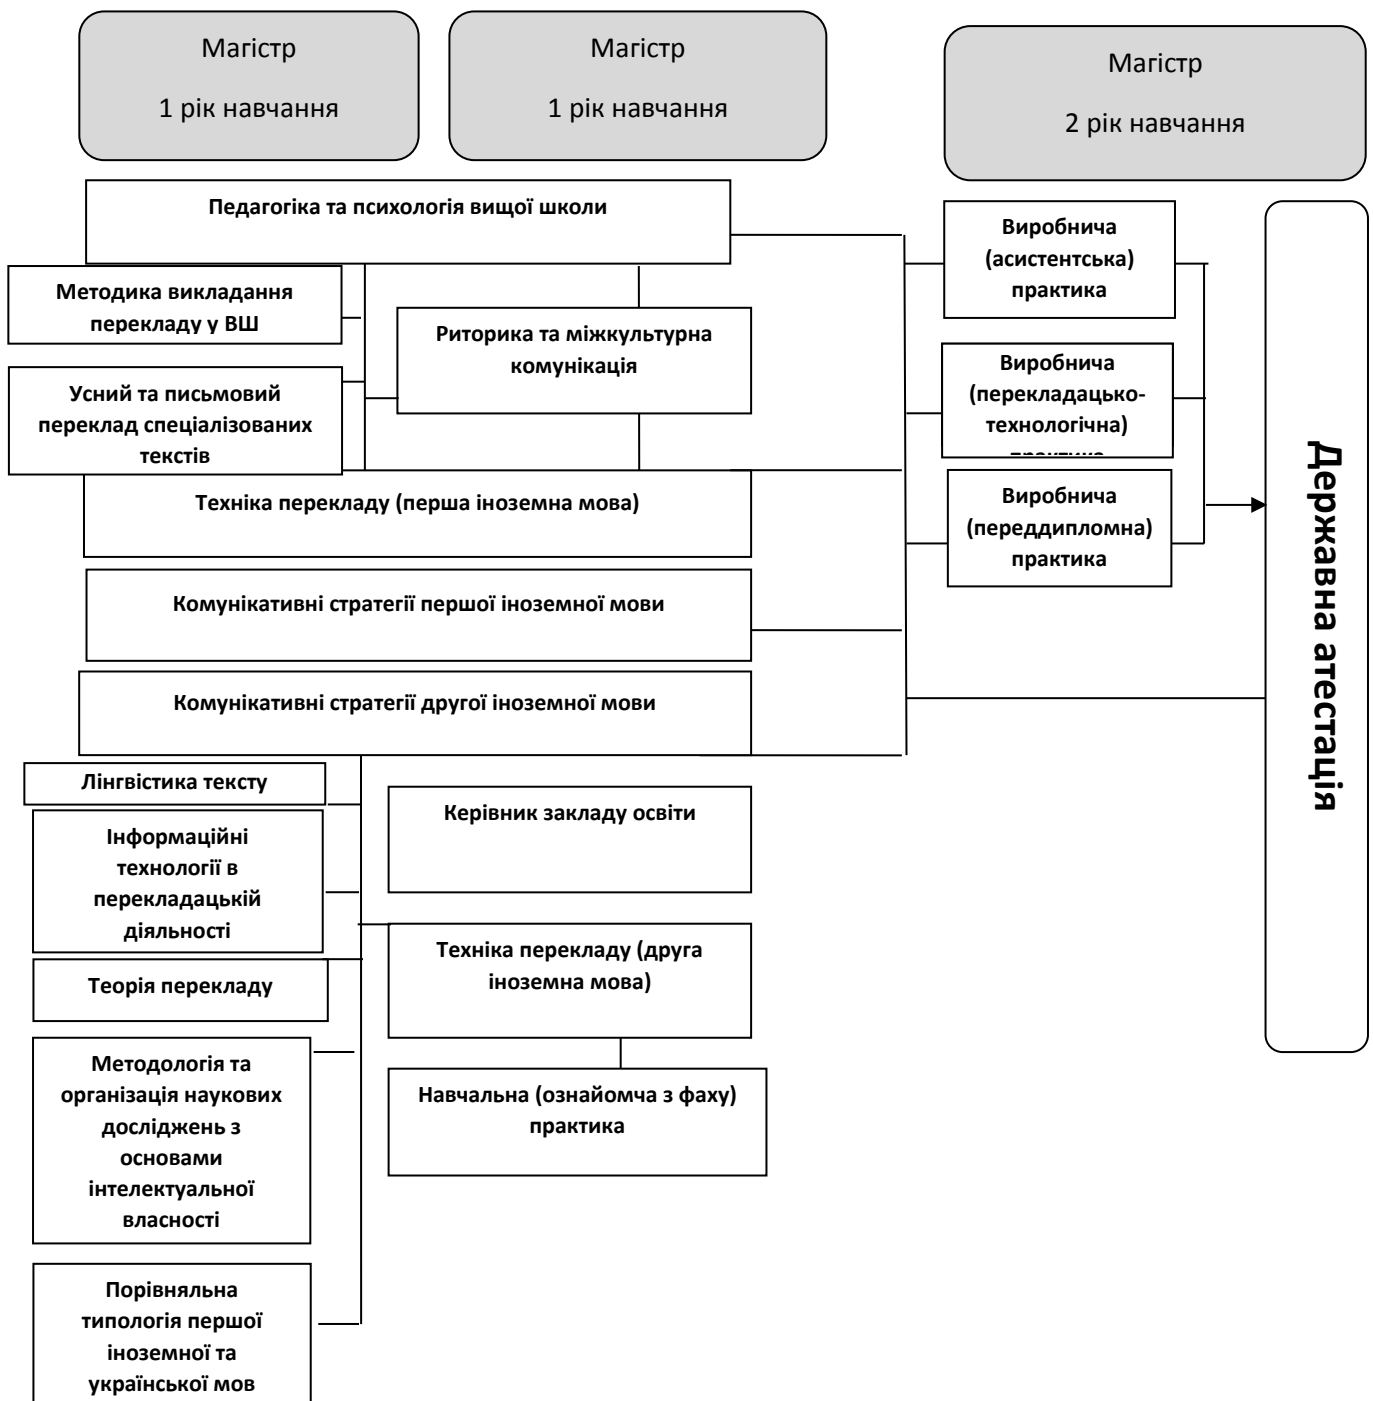 Магістр
1 рік навчання
Магістр
1 рік навчання
Магістр
2 рік навчання
Педагогіка та психологія вищої школи
Методика викладання
перекладу у ВШ
Риторика та міжкультурна
комунікація
Усний та письмовий
переклад спеціалізованих
текстів
Техніка перекладу (перша іноземна мова)
Комунікативні стратегії першої іноземної мови
Комунікативні стратегії другої іноземної мови
Лінгвістика тексту
Інформаційні
технології в
перекладацькій
діяльності
Теорія перекладу
Методологія та
організація наукових
досліджень з
основами
інтелектуальної
власності
Порівняльна
типологія першої
іноземної та
української мов
Керівник закладу освіти
Техніка перекладу (друга
іноземна мова)
Навчальна (ознайомча з фаху)
практика
Виробнича
(асистентська)
практика
Виробнича
(перекладацько-
технологічна)
практика
Виробнича
(переддипломна)
практика
Державна атестація